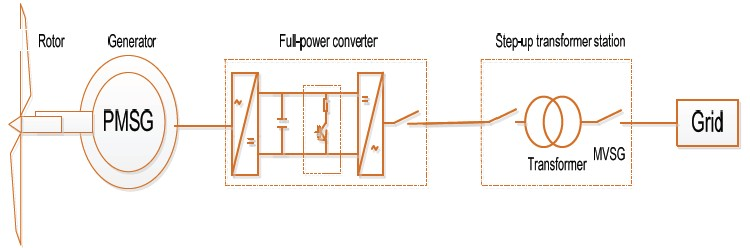 Rotor
Generator
Full-power converter
Step-up transformer station
PMSG
~
=
=
~
Transformer
MVSG
Grid